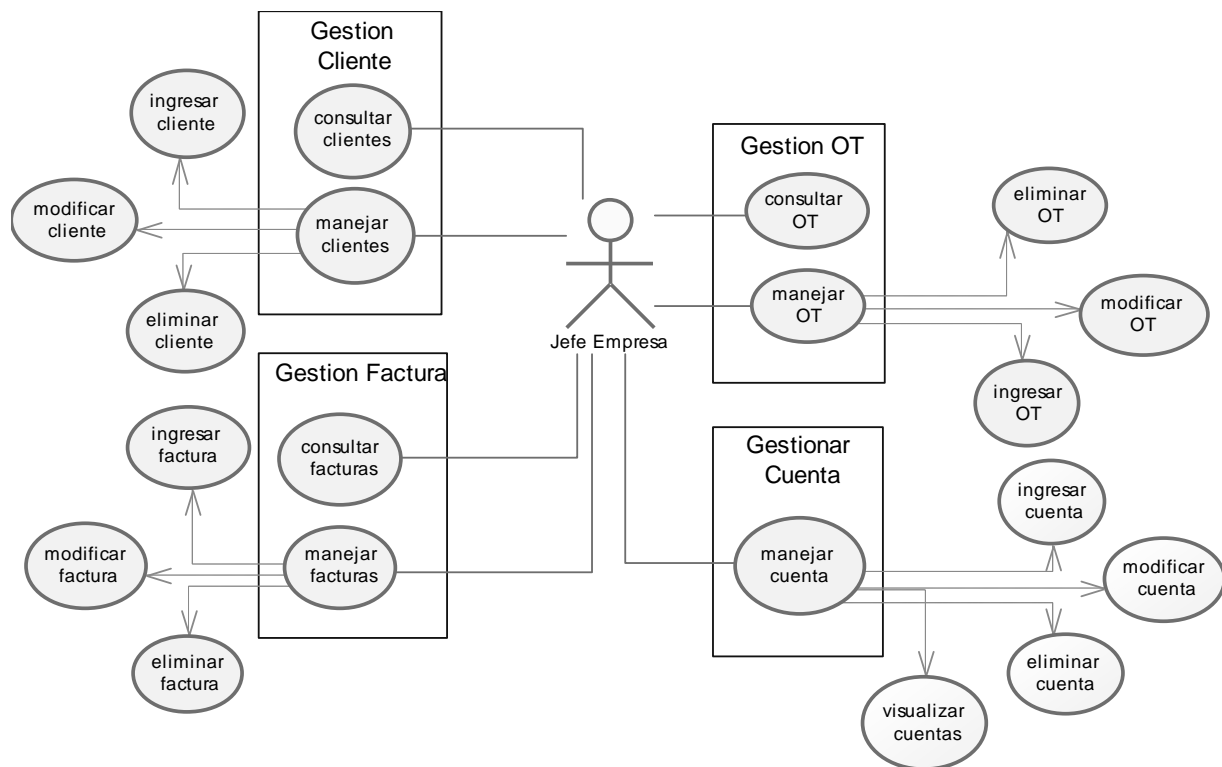 Gestion
Cliente
ingresar
cliente
consultar
clientes
modificar
cliente
manejar
clientes
eliminar
cliente
Jefe Empresa
Gestion OT
consultar
OT
manejar
OT
eliminar
OT
modificar
OT
ingresar
OT
Gestion Factura
ingresar
factura
consultar
facturas
modificar
factura
manejar
facturas
eliminar
factura
Gestionar
Cuenta
manejar
cuenta
ingresar
cuenta
modificar
cuenta
eliminar
cuenta
visualizar
cuentas